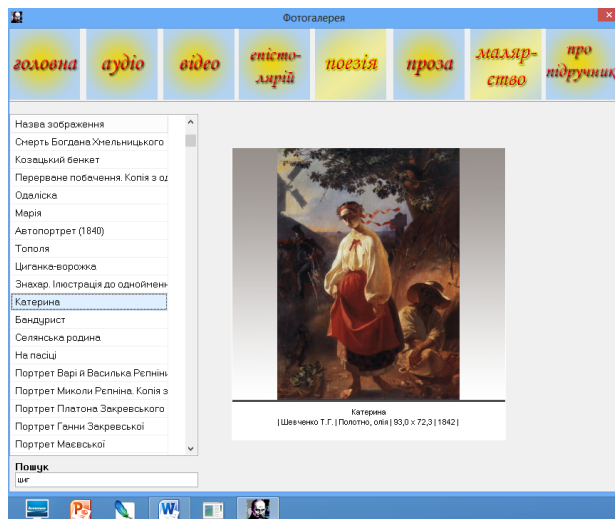 Фотогалерея
головна
аудіо
відео
епісто-
лярій
поезія
проза
маляр-
ство
про
підручник
Назва зображення
Смерть Богдана Хмельницького
Козацький бенкет
Перерване побачення. Копія з од
Одаліска
Марія
Автопортрет (1840)
Тополя
Циганка-ворожка
Знахар. Ілюстрація до однойменн
Катерина
Бандурист
Селянська родина
На пасіці
Портрет Варі й Василька Рєпніни
Портрет Миколи Рєпніна. Копія з
Портрет Платона Закревського
Портрет Ганни Закревської
Портрет Маєвської
Катерина
| Шевченко Т.Г. | Полотно, олія | 93,0 x 72,3 | 1842 |
Пошук
циг